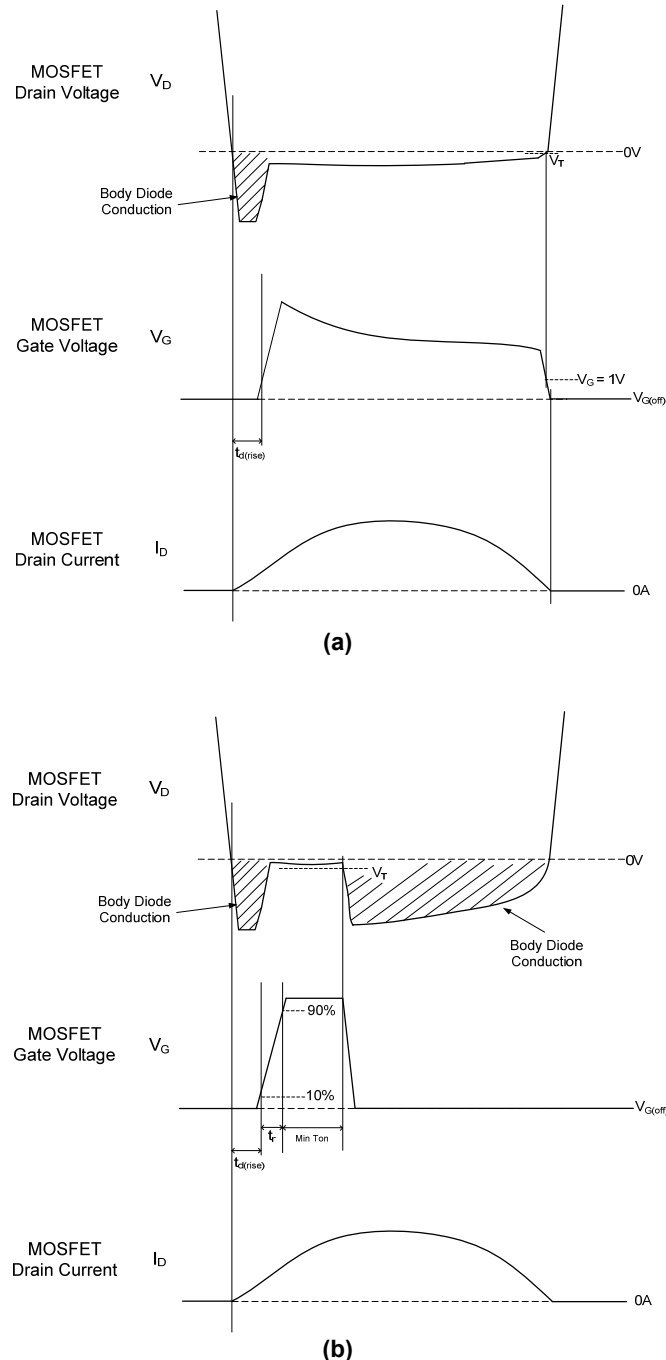 MOSFET
Drain Voltage
VD
0V
VT
Body Diode
Conduction
MOSFET
Gate Voltage
VG
VG = 1V
VG(off)
td(rise)
MOSFET
Drain Current
ID
0A
(a)
MOSFET
Drain Voltage
VD
0V
VT
Body Diode
Conduction
Body Diode
Conduction
MOSFET
Gate Voltage
VG
90%
10%
VG(off)
tr
Min Ton
td(rise)
MOSFET
Drain Current
ID
0A
(b)